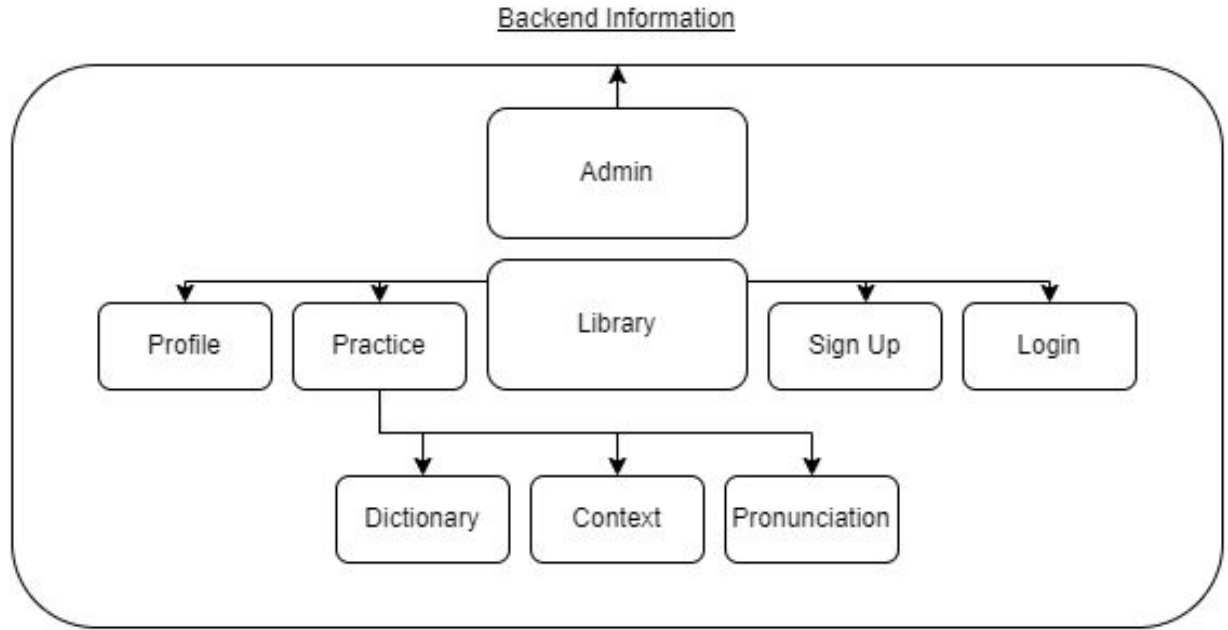 Backend Information
Admin
Library
Profile
Practice
Sign Up
Login
Dictionary
Context
Pronunciation